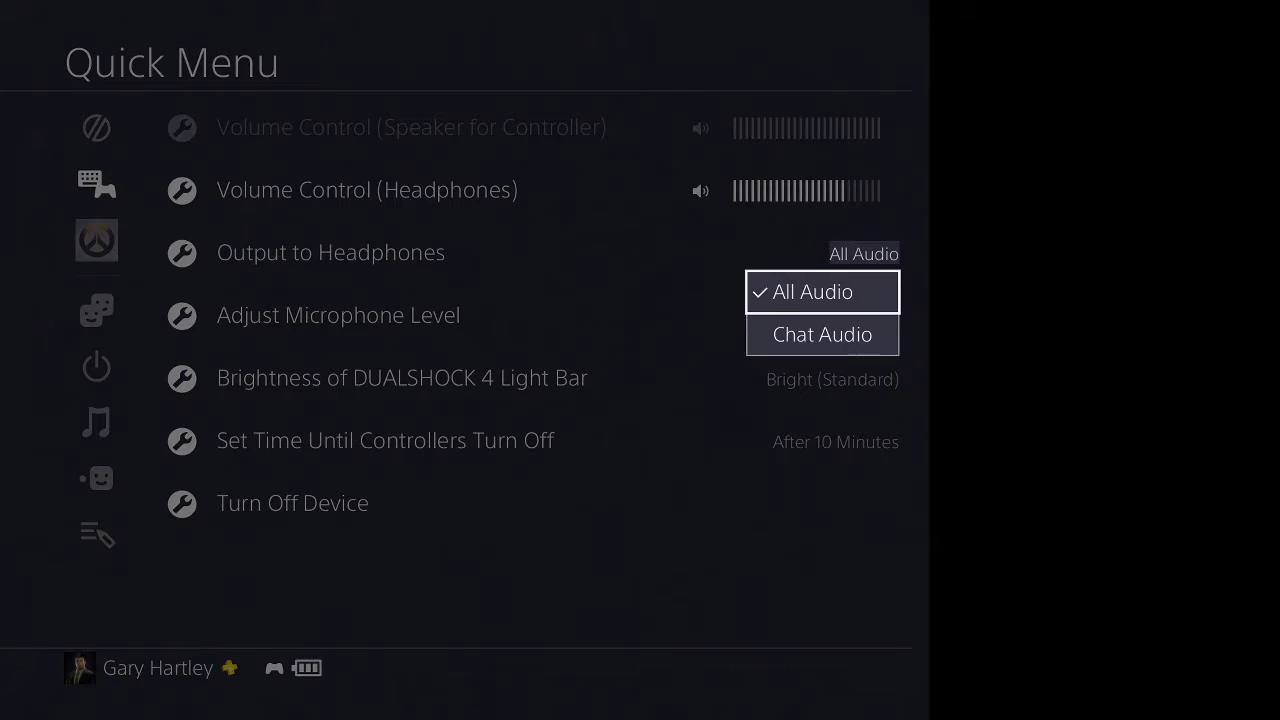 Quick Menu
Volume Control (Speaker for Controller)
Volume Control (Headphones)
Output to Headphones
All Audio
All Audio
Chat Audio
Adjust Microphone Level
Brightness of DUALSHOCK 4 Light Bar
Bright (Standard)
Set Time Until Controllers Turn Off
After 10 Minutes
Turn Off Device
Gary Hartley